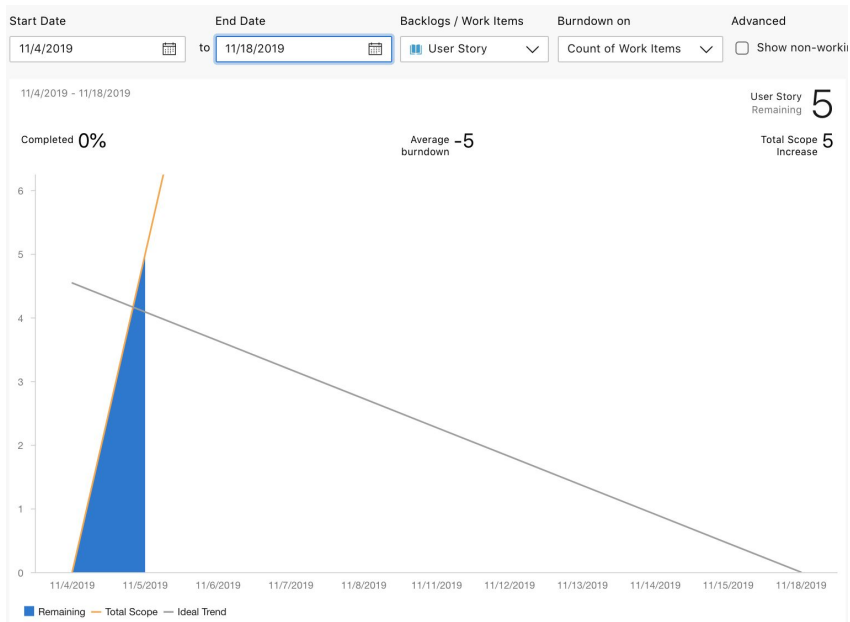 Start Date End Date Backlogs / Work Items Burndown on Advanced
11/4/2019 to 11/18/2019 User Story Count of Work Items Show non-workin
11/4/2019 - 11/18/2019
User Story
Remaining 5
Completed 0%
Average
burndown -5
Total Scope
Increase 5
6
5
4
3
2
1
0
11/4/2019 11/5/2019 11/6/2019 11/7/2019 11/8/2019 11/11/2019 11/12/2019 11/13/2019 11/14/2019 11/15/2019 11/18/2019
Remaining Total Scope Ideal Trend